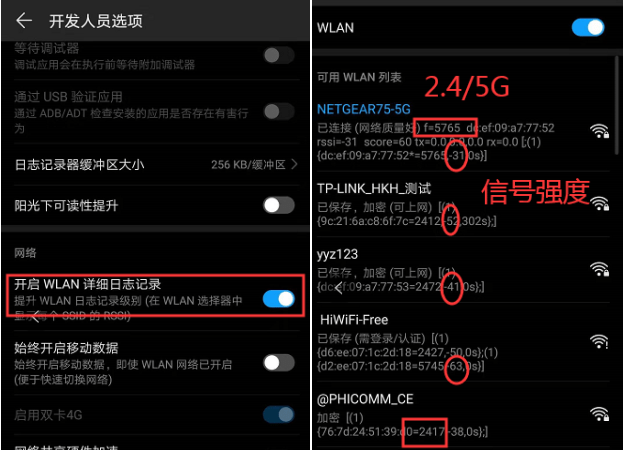 开发人员选项
等待调试器
调试应用会在执行前等待附加调试器
通过 USB 验证应用
通过 ADB/ADT 检查安装的应用是否存在有害行
为
日志记录器缓冲区大小
256 KB/缓冲区
阳光下可读性提升
网络
开启 WLAN 详细日志记录
提升 WLAN 日志记录级别 (在 WLAN 选择器中
显示每个 SSID 的 RSSI)
始终开启移动数据
始终开启移动数据，即使 WLAN 网络已开启
(便于快速切换网络)
启用双卡4G
网络共享硬件加速
WLAN
可用 WLAN 列表
2.4/5G
NETGEAR75-5G
已连接 (网络质量好) f=5765 dc:ef:09:a7:77:52
rssi=-31 score=60 tx=0.0,0.0,0.0 rx=0.0 [;(1)
{dc:ef:09:a7:77:52*=5765,-31,0s}]
信号强度
TP-LINK_HKH_测试
已保存，加密 (可上网) [(1)
{9c:21:6a:c8:6f:7c=2412,-52,302s};]
yyz123
已保存，加密 (可上网) [(1)
{dc:ef:09:a7:77:53=2472,-41,0s};]
HiWiFi-Free
已保存 (需登录/认证) [(1)
{d6:ee:07:1c:2d:18=2427,-50,0s};(1)
{d2:ee:07:1c:2d:18=5745,-63,0s}]
@PHICOMM_CE
加密 [(1)
{76:7d:24:51:39:d0=2417,-38,0s};]